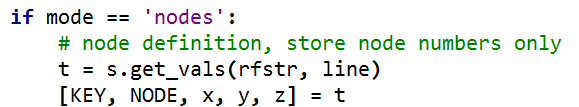 if mode == 'nodes':
    # node definition, store node numbers only
    t = s.get_vals(rfstr, line)
    [KEY, NODE, x, y, z] = t